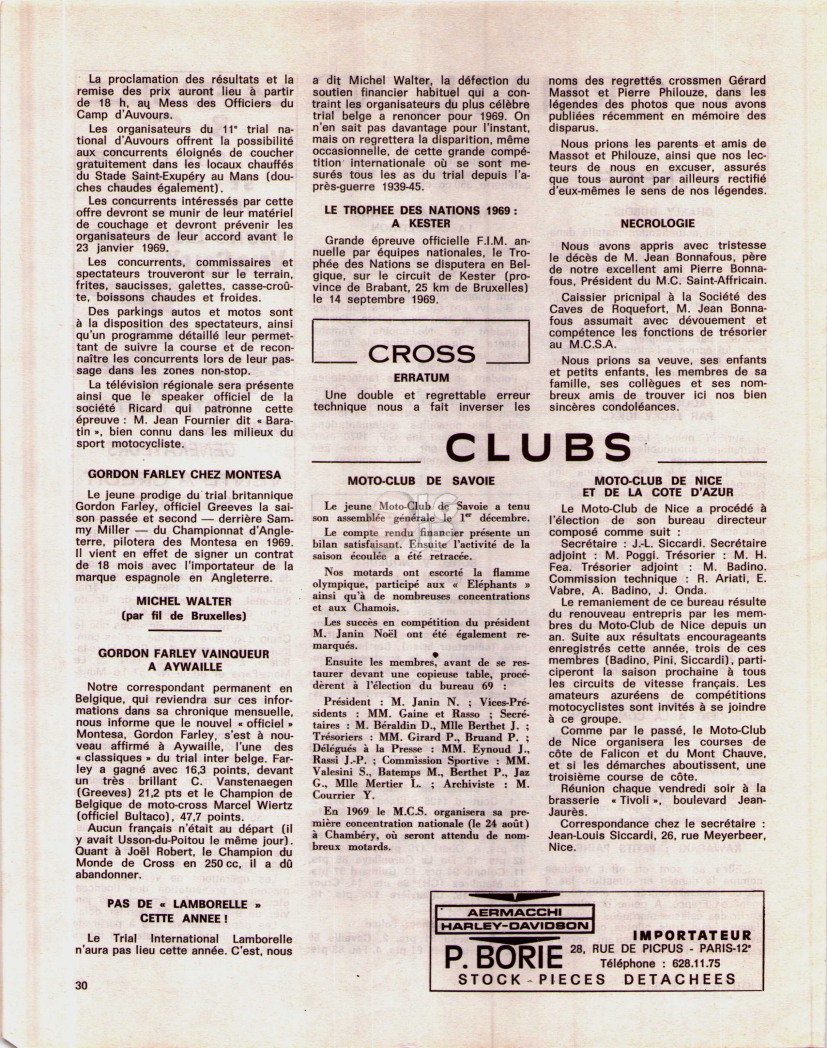 La proclamation des résultats et la
remise des prix auront lieu à partir
de 18 h, au Mess des Officiers du
Camp d'Auvours.
Les organisateurs du 11e trial na-
tional d'Auvours offrent la possibilité
aux concurrents éloignés de coucher
gratuitement dans les locaux chauffés
du Stade Saint-Exupéry au Mans (dou-
ches chaudes également).
Les concurrents intéressés par cette
offre devront se munir de leur matériel
de couchage et devront prévenir les
organisateurs de leur accord avant le
23 janvier 1969.
Les concurrents, commissaires et
spectateurs trouveront sur le terrain,
frites, saucisses, galettes, casse-croû-
te, boissons chaudes et froides.
Des parkings autos et motos sont
à la disposition des spectateurs, ainsi
qu'un programme détaillé leur permet-
tant de suivre la course et de recon-
naître les concurrents lors de leur pas-
sage dans les zones non-stop.
La télévision régionale sera présente
ainsi que le speaker officiel de la
société Ricard qui patronne cette
épreuve : M. Jean Fournier dit « Bara-
tin », bien connu dans les milieux du
sport motocycliste.
GORDON FARLEY CHEZ MONTESA
Le jeune prodige du trial britannique
Gordon Farley, officiel Greeves la sai-
son passée et second — derrière Sam-
my Miller — du Championnat d'Angle-
terre, pilotera des Montesa en 1969.
Il vient en effet de signer un contrat
de 18 mois avec l'importateur de la
marque espagnole en Angleterre.
MICHEL WALTER
(par fil de Bruxelles)
GORDON FARLEY VAINQUEUR
A AYWAILLE
Notre correspondant permanent en
Belgique, qui reviendra sur ces infor-
mations dans sa chronique mensuelle,
nous informe que le nouvel « officiel »
Montesa, Gordon Farley, s'est à nou-
veau affirmé à Aywaille, l'une des
« classiques » du trial inter belge. Far-
ley a gagné avec 16,3 points, devant
un très brillant C. Vanstenaegen
(Greeves) 21,2 pts et le Champion de
Belgique de moto-cross Marcel Wiertz
(officiel Bultaco), 47,7 points.
Aucun français n'était au départ (il
y avait Usson-du-Poitou le même jour).
Quant à Joël Robert, le Champion du
Monde de Cross en 250 cc, il a dû
abandonner.
PAS DE « LAMBORELLE »
CETTE ANNEE !
Le Trial International Lamborelle
n'aura pas lieu cette année. C'est, nous
a dit Michel Walter, la défection du
soutien financier habituel qui a con-
traint les organisateurs du plus célèbre
trial belge a renoncer pour 1969. On
n'en sait pas davantage pour l'instant,
mais on regrettera la disparition, même
occasionnelle, de cette grande compé-
tition internationale où se sont me-
surés tous les as du trial depuis l'a-
près-guerre 1939-45.
LE TROPHEE DES NATIONS 1969 :
A KESTER
Grande épreuve officielle F.I.M. an-
nuelle par équipes nationales, le Tro-
phée des Nations se disputera en Bel-
gique, sur le circuit de Kester (pro-
vince de Brabant, 25 km de Bruxelles)
le 14 septembre 1969.
CROSS
ERRATUM
Une double et regrettable erreur
technique nous a fait inverser les
noms des regrettés crossmen Gérard
Massot et Pierre Philouze, dans les
légendes des photos que nous avons
publiées récemment en mémoire des
disparus.
Nous prions les parents et amis de
Massot et Philouze, ainsi que nos lec-
teurs de nous en excuser, assurés
que tous auront par ailleurs rectifié
d'eux-mêmes le sens de nos légendes.
NECROLOGIE
Nous avons appris avec tristesse
le décès de M. Jean Bonnafous, père
de notre excellent ami Pierre Bonna-
fous, Président du M.C. Saint-Affricain.
Caissier pricnipal à la Société des
Caves de Roquefort, M. Jean Bonna-
fous assumait avec dévouement et
compétence les fonctions de trésorier
au M.C.S.A.
Nous prions sa veuve, ses enfants
et petits enfants, les membres de sa
famille, ses collègues et ses nom-
breux amis de trouver ici nos bien
sincères condoléances.
CLUBS
MOTO-CLUB DE SAVOIE
Le jeune Moto-Club de Savoie a tenu
son assemblée générale le 1er décembre.
Le compte rendu financier présente un
bilan satisfaisant. Ensuite l'activité de la
saison écoulée a été retracée.
Nos motards ont escorté la flamme
olympique, participé aux « Eléphants »
ainsi qu'à de nombreuses concentrations
et aux Chamois.
Les succès en compétition du président
M. Janin Noël ont été également re-
marqués.
Ensuite les membres, avant de se res-
taurer devant une copieuse table, procé-
dèrent à l'élection du bureau 69 :
Président : M. Janin N. ; Vices-Pré-
sidents : MM. Gaine et Rasso ; Secré-
taires : M. Béraldin D., Mlle Berthet J. ;
Trésoriers : MM. Girard P., Bruand P. ;
Délégués à la Presse : MM. Eynoud J.,
Rassi J.-P. ; Commission Sportive : MM.
Valesini S., Batemps M., Berthet P., Jaz
G., Mlle Mertier L. ; Archiviste : M.
Courrier Y.
En 1969 le M.C.S. organisera sa pre-
mière concentration nationale (le 24 août)
à Chambéry, où seront attendu de nom-
breux motards.
MOTO-CLUB DE NICE
ET DE LA COTE D'AZUR
Le Moto-Club de Nice a procédé à
l'élection de son bureau directeur
composé comme suit :
Secrétaire : J.-L. Siccardi. Secrétaire
adjoint : M. Poggi. Trésorier : M. H.
Fea. Trésorier adjoint : M. Badino.
Commission technique : R. Ariati, E.
Vabre, A. Badino, J. Onda.
Le remaniement de ce bureau résulte
du renouveau entrepris par les mem-
bres du Moto-Club de Nice depuis un
an. Suite aux résultats encourageants
enregistrés cette année, trois de ces
membres (Badino, Pini, Siccardi), parti-
ciperont la saison prochaine à tous
les circuits de vitesse français. Les
amateurs azuréens de compétitions
motocyclistes sont invités à se joindre
à ce groupe.
Comme par le passé, le Moto-Club
de Nice organisera les courses de
côte de Falicon et du Mont Chauve,
et si les démarches aboutissent, une
troisième course de côte.
Réunion chaque vendredi soir à la
brasserie « Tivoli », boulevard Jean-
Jaurès.
Correspondance chez le secrétaire :
Jean-Louis Siccardi, 26, rue Meyerbeer,
Nice.
AERMACCHI
HARLEY-DAVIDSON
P. BORIE
IMPORTATEUR
28, RUE DE PICPUS - PARIS-12e
Téléphone : 628.11.75
STOCK - PIECES DETACHEES
30